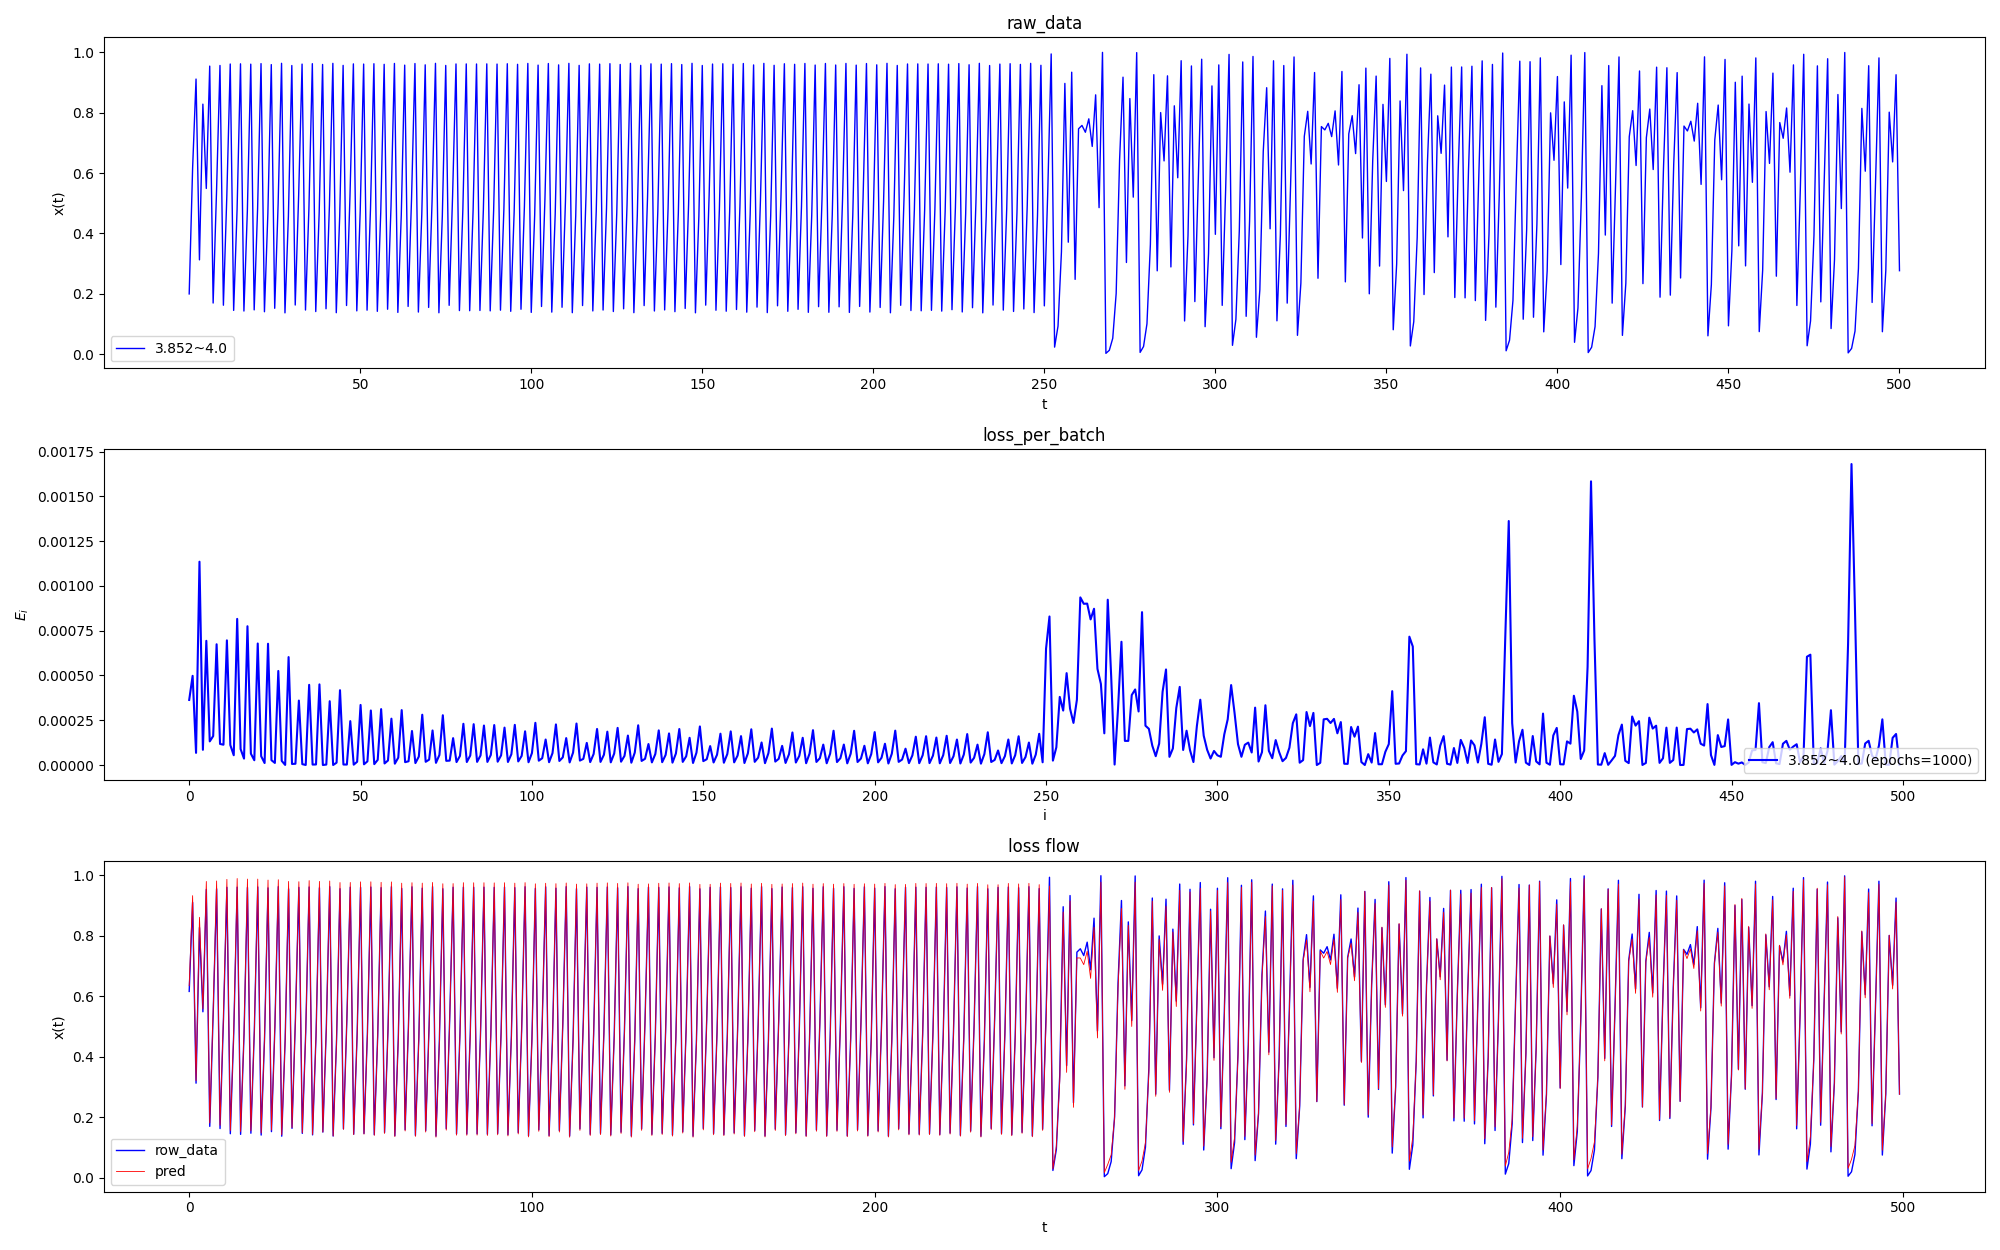 raw_data
1.0
0.8
0.6
0.4
0.2
0.0
x(t)
3.852~4.0
50 100 150 200 250 300 350 400 450 500
t
loss_per_batch
0.00175
0.00150
0.00125
0.00100
0.00075
0.00050
0.00025
0.00000
E_i
3.852~4.0 (epochs=1000)
0 50 100 150 200 250 300 350 400 450 500
i
loss flow
1.0
0.8
0.6
0.4
0.2
0.0
x(t)
row_data
pred
0 100 200 300 400 500
t